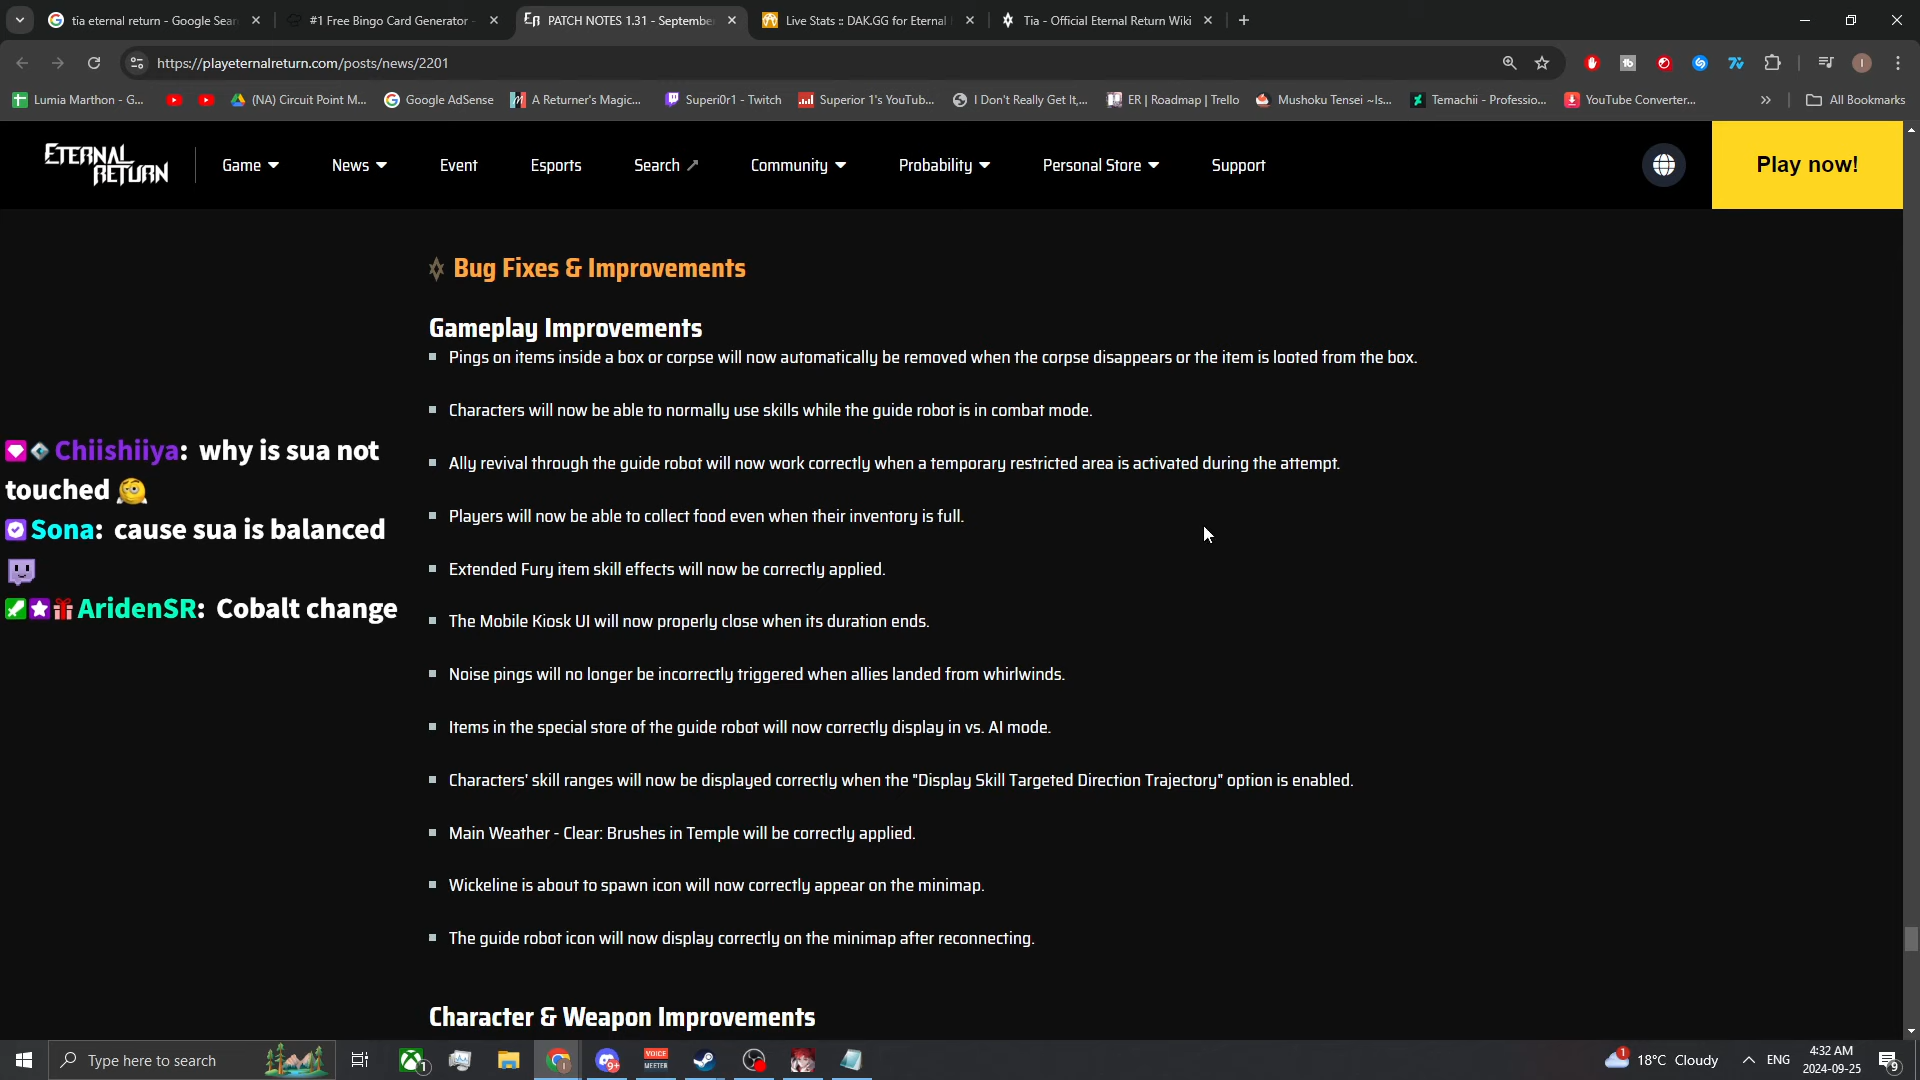 tia eternal return - Google Sear
#1 Free Bingo Card Generator -
PATCH NOTES 1.31 - Septembe
Live Stats :: DAK.GG for Eternal
Tia - Official Eternal Return Wiki
https://playeternalreturn.com/posts/news/2201
Lumia Marthon - G...
(NA) Circuit Point M...
Google AdSense
A Returner's Magic...
Superi0r1 - Twitch
Superior 1's YouTub...
I Don't Really Get It,...
ER | Roadmap | Trello
Mushoku Tensei ~Is...
Temachii - Professio...
YouTube Converter...
All Bookmarks
ETERNAL RETURN
Game
News
Event
Esports
Search
Community
Probability
Personal Store
Support
Play now!
Bug Fixes & Improvements
Gameplay Improvements
Pings on items inside a box or corpse will now automatically be removed when the corpse disappears or the item is looted from the box.
Characters will now be able to normally use skills while the guide robot is in combat mode.
Ally revival through the guide robot will now work correctly when a temporary restricted area is activated during the attempt.
Players will now be able to collect food even when their inventory is full.
Extended Fury item skill effects will now be correctly applied.
The Mobile Kiosk UI will now properly close when its duration ends.
Noise pings will no longer be incorrectly triggered when allies landed from whirlwinds.
Items in the special store of the guide robot will now correctly display in vs. AI mode.
Characters' skill ranges will now be displayed correctly when the "Display Skill Targeted Direction Trajectory" option is enabled.
Main Weather - Clear: Brushes in Temple will be correctly applied.
Wickeline is about to spawn icon will now correctly appear on the minimap.
The guide robot icon will now display correctly on the minimap after reconnecting.
Character & Weapon Improvements
Chiishiiya: why is sua not
touched
Sona: cause sua is balanced
AridenSR: Cobalt change
Type here to search
1
9+
VOICE
MEETER
1
18°C Cloudy
ENG
4:32 AM
2024-09-25
9